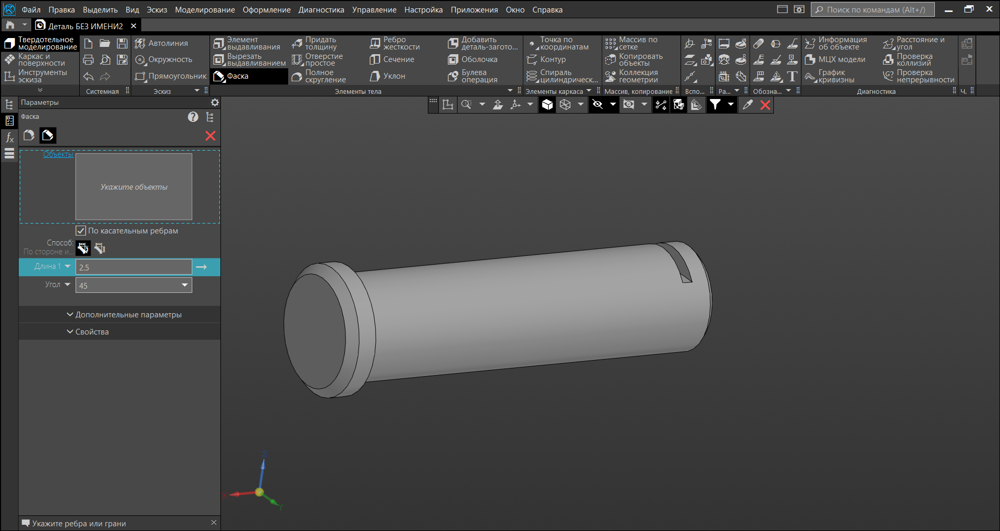 Файл Правка Выделить Вид Эскиз Моделирование Оформление Диагностика Управление Настройка Приложения Окно Справка Поиск по командам (Alt+/)
Деталь БЕЗ ИМЕНИ2
Твердотельное моделирование
Каркас и поверхности
Инструменты эскиза
Системная
Автолиния
Окружность
Прямоугольник
Эскиз
Элемент выдавливания
Вырезать выдавливанием
Фаска
Придать толщину
Отверстие простое
Полное скругление
Ребро жесткости
Сечение
Уклон
Добавить деталь-загото...
Оболочка
Булева операция
Элементы тела
Точка по координатам
Контур
Спираль цилиндрическ...
Элементы каркаса
Массив по сетке
Копировать объекты
Коллекция геометрии
Массив, копирование
Вспо...
Ра...
Обозна...
Информация об объекте
МЦХ модели
График кривизны
Расстояние и угол
Проверка коллизий
Проверка непрерывности
Диагностика
Ч.
Параметры
Фаска
Объекты
Укажите объекты
По касательным ребрам
Способ:
По стороне и...
Длина 1
2.5
Угол
45
Дополнительные параметры
Свойства
Z
X
Y
Укажите ребра или грани